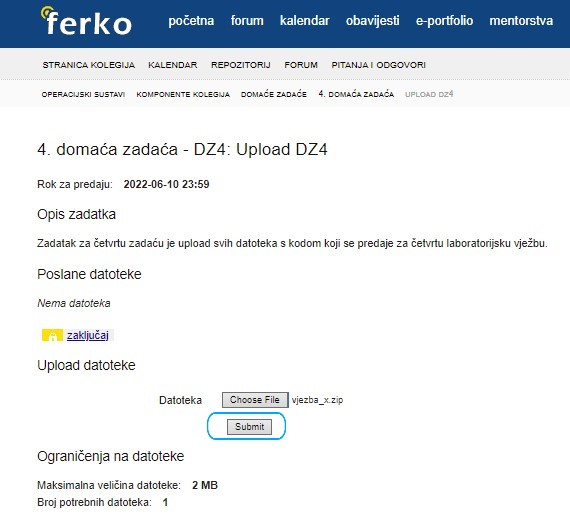 ferko
početna forum kalendar obavijesti e-portfolio mentorstva
STRANICA KOLEGIJA KALENDAR REPOZITORIJ FORUM PITANJA I ODGOVORI
OPERACIJSKI SUSTAVI KOMPONENTE KOLEGIJA DOMAĆE ZADAĆE 4. DOMAĆA ZADAĆA UPLOAD DZ4
4. domaća zadaća - DZ4: Upload DZ4
Rok za predaju: 2022-06-10 23:59
Opis zadatka
Zadatak za četvrtu zadaću je upload svih datoteka s kodom koji se predaje za četvrtu laboratorijsku vježbu.
Poslane datoteke
Nema datoteka
zaključaj
Upload datoteke
Datoteka Choose File vjezba_x.zip
Submit
Ograničenja na datoteke
Maksimalna veličina datoteke: 2 MB
Broj potrebnih datoteka: 1